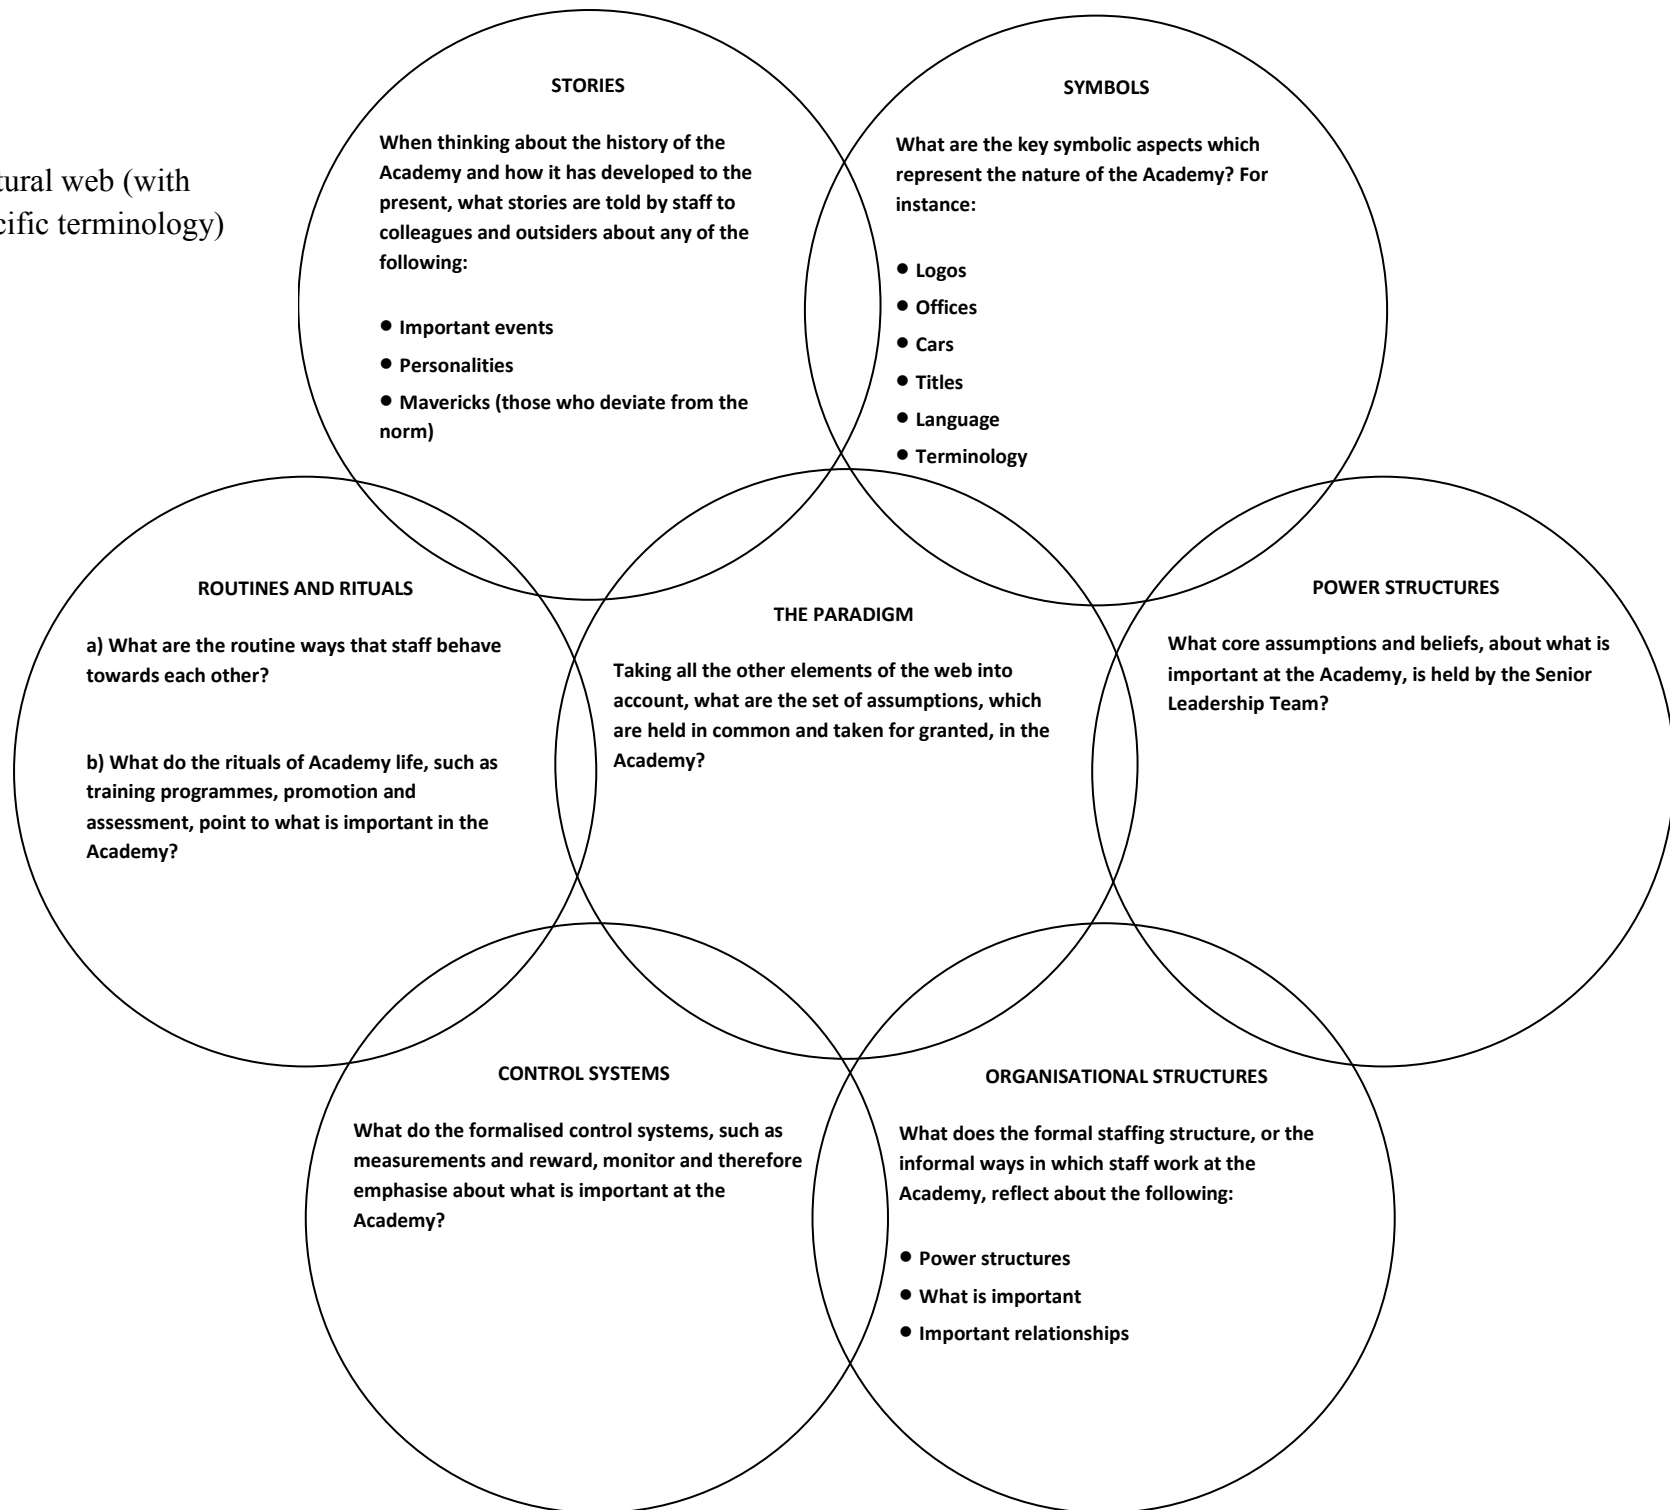 tural web (with
cific terminology)
STORIES
When thinking about the history of the
Academy and how it has developed to the
present, what stories are told by staff to
colleagues and outsiders about any of the
following:
● Important events
● Personalities
● Mavericks (those who deviate from the
norm)
SYMBOLS
What are the key symbolic aspects which
represent the nature of the Academy? For
instance:
● Logos
● Offices
● Cars
● Titles
● Language
● Terminology
ROUTINES AND RITUALS
a) What are the routine ways that staff behave
towards each other?
b) What do the rituals of Academy life, such as
training programmes, promotion and
assessment, point to what is important in the
Academy?
THE PARADIGM
Taking all the other elements of the web into
account, what are the set of assumptions, which
are held in common and taken for granted, in the
Academy?
POWER STRUCTURES
What core assumptions and beliefs, about what is
important at the Academy, is held by the Senior
Leadership Team?
CONTROL SYSTEMS
What do the formalised control systems, such as
measurements and reward, monitor and therefore
emphasise about what is important at the
Academy?
ORGANISATIONAL STRUCTURES
What does the formal staffing structure, or the
informal ways in which staff work at the
Academy, reflect about the following:
● Power structures
● What is important
● Important relationships